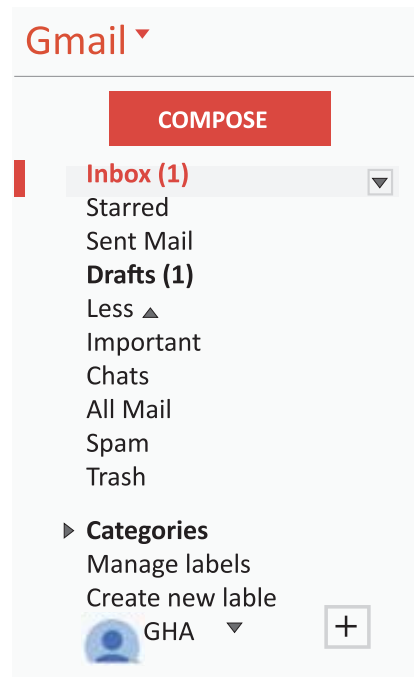 Gmail
COMPOSE
Inbox (1)
Starred
Sent Mail
Drafts (1)
Less
Important
Chats
All Mail
Spam
Trash
Categories
Manage labels
Create new lable
GHA +